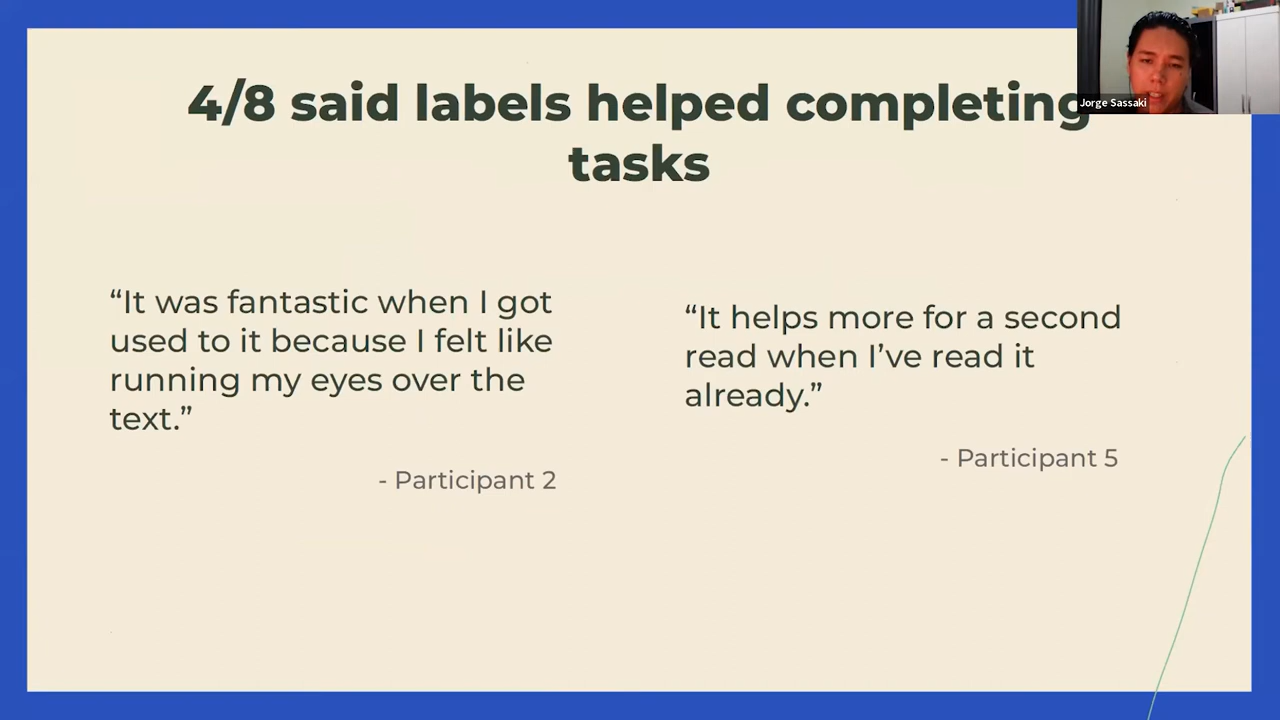 4/8 said labels helped completing
tasks
Jorge Sassaki
“It was fantastic when I got
used to it because I felt like
running my eyes over the
text.”
- Participant 2
“It helps more for a second
read when I’ve read it
already.”
- Participant 5